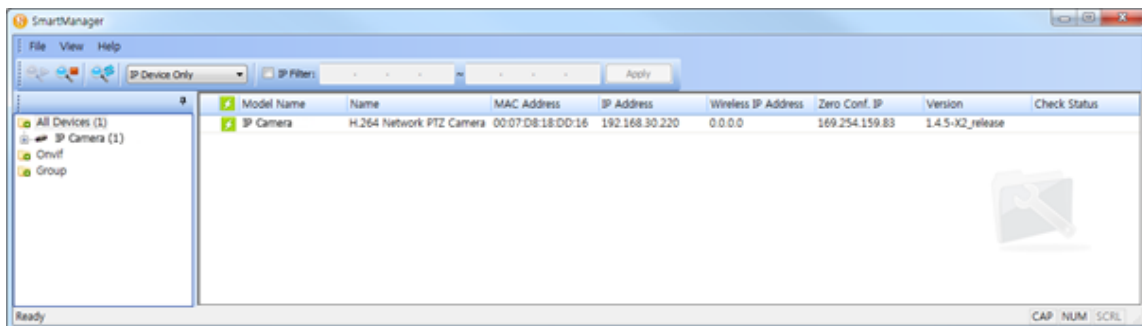 SmartManager
File View Help
IP Device Only IP Filter: . . . ~ . . . Apply
Model Name Name MAC Address IP Address Wireless IP Address Zero Conf. IP Version Check Status
All Devices (1)
IP Camera H.264 Network PTZ Camera 00:07:D8:18:DD:16 192.168.30.220 0.0.0.0 169.254.159.83 1.4.5-X2_release
IP Camera (1)
Onvif
Group
Ready CAP NUM SCRL